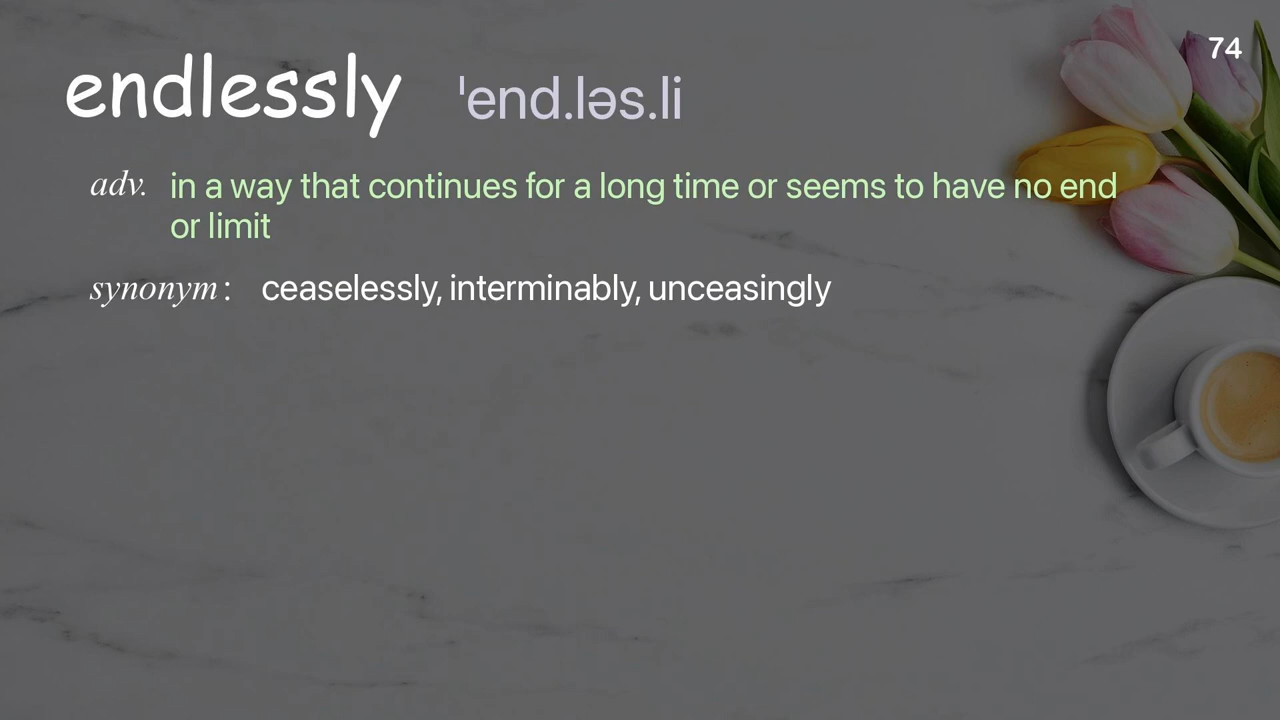 74
endlessly ˈend.ləs.li
adv. in a way that continues for a long time or seems to have no end
or limit
synonym: ceaselessly, interminably, unceasingly